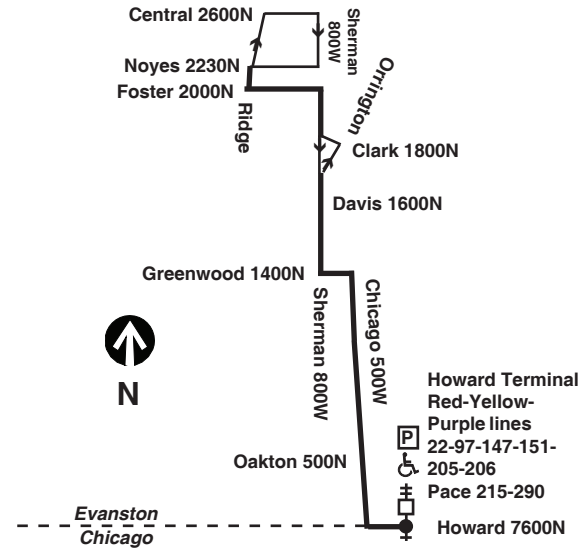 Central 2600N
Sherman
800W
Noyes 2230N
Orrington
Foster 2000N
Ridge
Clark 1800N
Davis 1600N
Greenwood 1400N
Sherman 800W
Chicago 500W
N
Howard Terminal
Red-Yellow-
Purple lines
P
22-97-147-151-
205-206
Oakton 500N
Pace 215-290
Evanston
Howard 7600N
Chicago